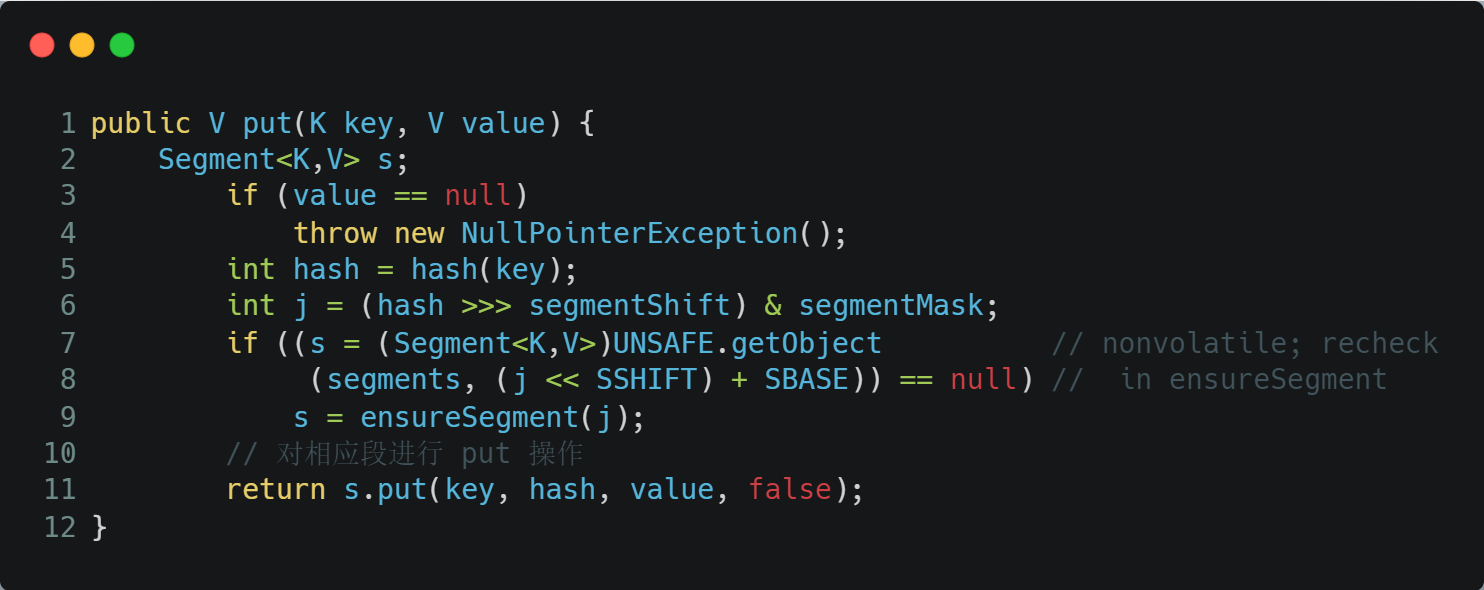 1 public V put(K key, V value) {
2     Segment<K,V> s;
3         if (value == null)
4             throw new NullPointerException();
5         int hash = hash(key);
6         int j = (hash >>> segmentShift) & segmentMask;
7         if ((s = (Segment<K,V>)UNSAFE.getObject          // nonvolatile; recheck
8              (segments, (j << SSHIFT) + SBASE)) == null) //  in ensureSegment
9             s = ensureSegment(j);
10         // 对相应段进行 put 操作
11         return s.put(key, hash, value, false);
12 }